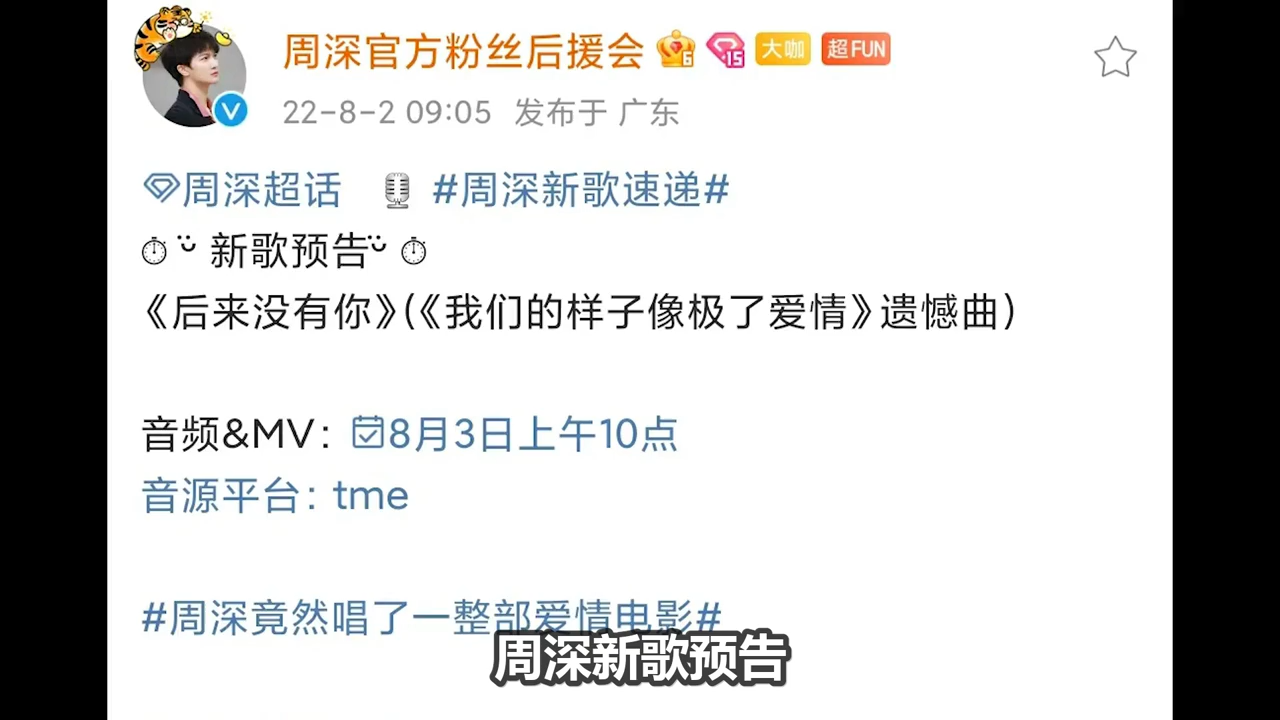 周深官方粉丝后援会 6 15 大咖 超FUN
22-8-2 09:05 发布于 广东
周深超话 #周深新歌速递#
新歌预告
《后来没有你》(《我们的样子像极了爱情》遗憾曲)
音频&MV：8月3日上午10点
音源平台：tme
#周深竟然唱了一整部爱情电影#
周深新歌预告